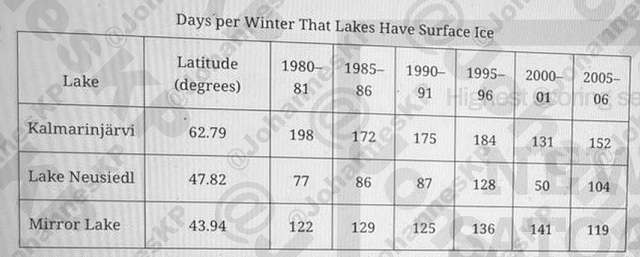 Days per Winter That Lakes Have Surface Ice
Lake Latitude (degrees) 1980–81 1985–86 1990–91 1995–96 2000–01 2005–06
Kalmarinjärvi 62.79 198 172 175 184 131 152
Lake Neusiedl 47.82 77 86 87 128 50 104
Mirror Lake 43.94 122 129 125 136 141 119
@JohannesKP